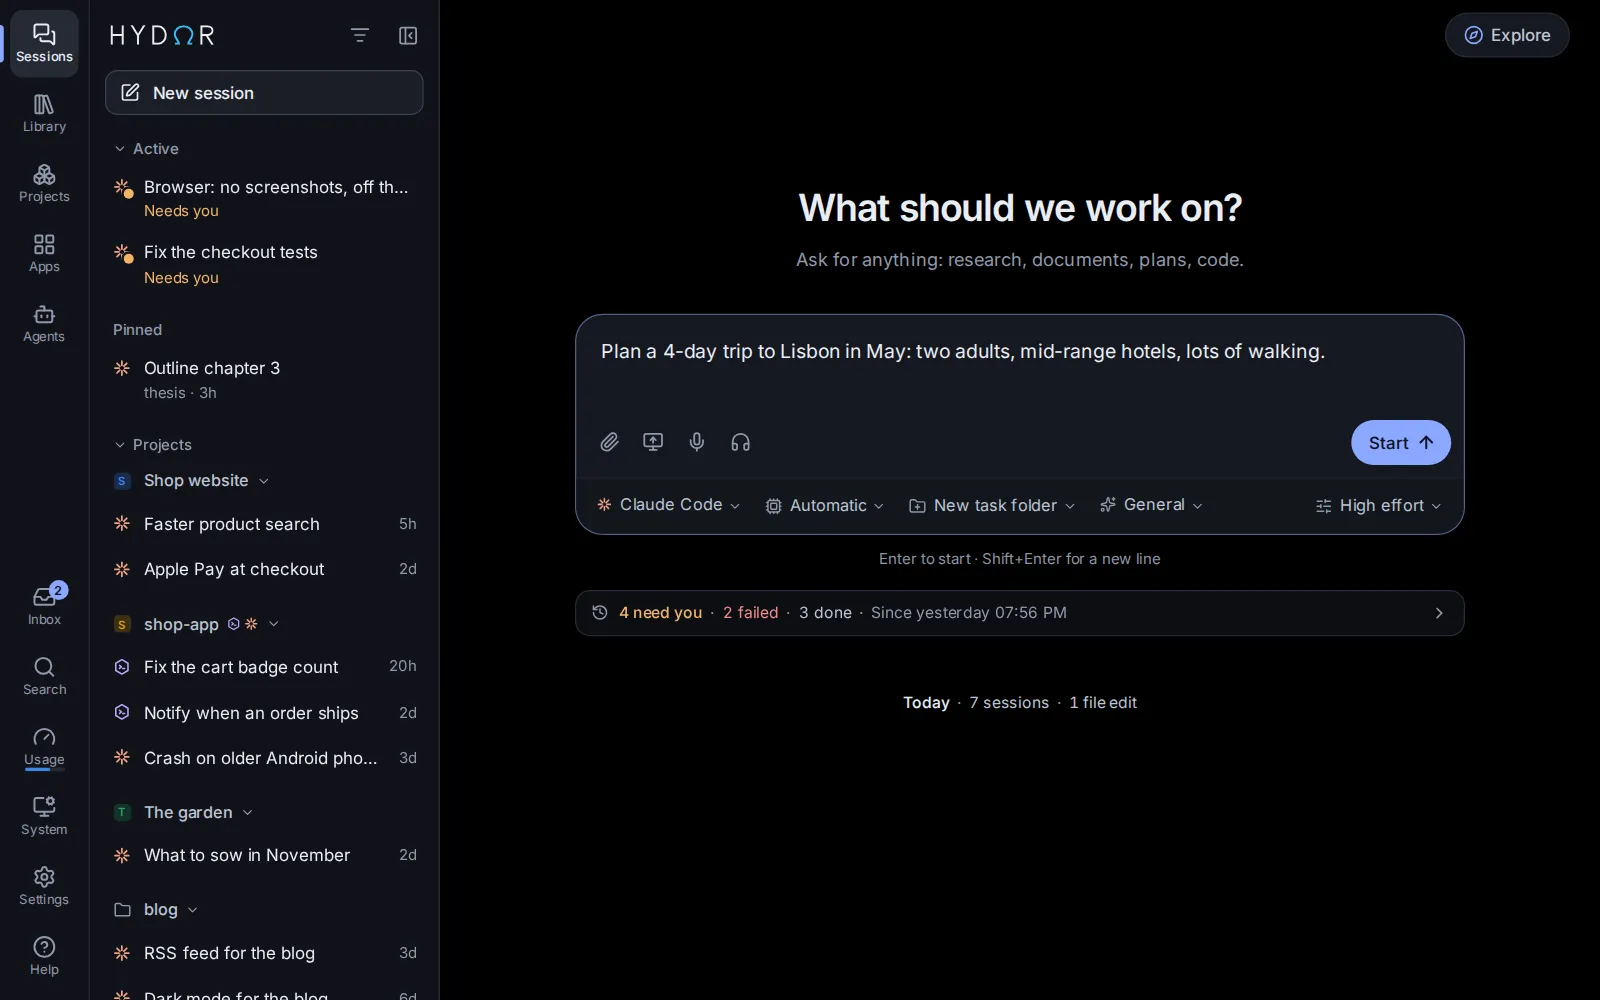 Sessions
Library
Projects
Apps
Agents
2
Inbox
Search
Usage
System
Settings
Help
HYDΩR
New session
Active
Browser: no screenshots, off th...
Needs you
Fix the checkout tests
Needs you
Pinned
Outline chapter 3
thesis · 3h
Projects
S Shop website
Faster product search 5h
Apple Pay at checkout 2d
S shop-app
Fix the cart badge count 20h
Notify when an order ships 2d
Crash on older Android pho... 3d
T The garden
What to sow in November 2d
blog
RSS feed for the blog 3d
Dark mode for the blog 6d
Explore
What should we work on?
Ask for anything: research, documents, plans, code.
Plan a 4-day trip to Lisbon in May: two adults, mid-range hotels, lots of walking.
Start
Claude Code Automatic New task folder General High effort
Enter to start · Shift+Enter for a new line
4 need you · 2 failed · 3 done · Since yesterday 07:56 PM
Today · 7 sessions · 1 file edit